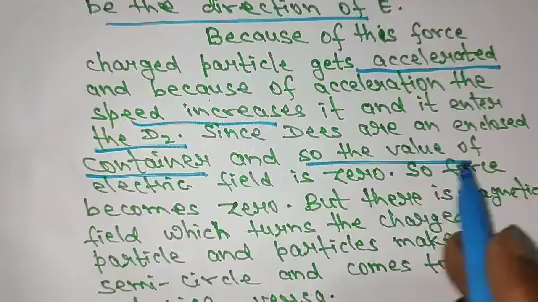 be the direction of E.
Because of this force
charged particle gets accelerated
and because of acceleration the
speed increases it and it enter
the D2. Since Dees are an enclosed
container and so the value of
electric field is zero. So force
becomes zero. But there is magnetic
field which turns the charged
particle and particles make
semi-circle and comes